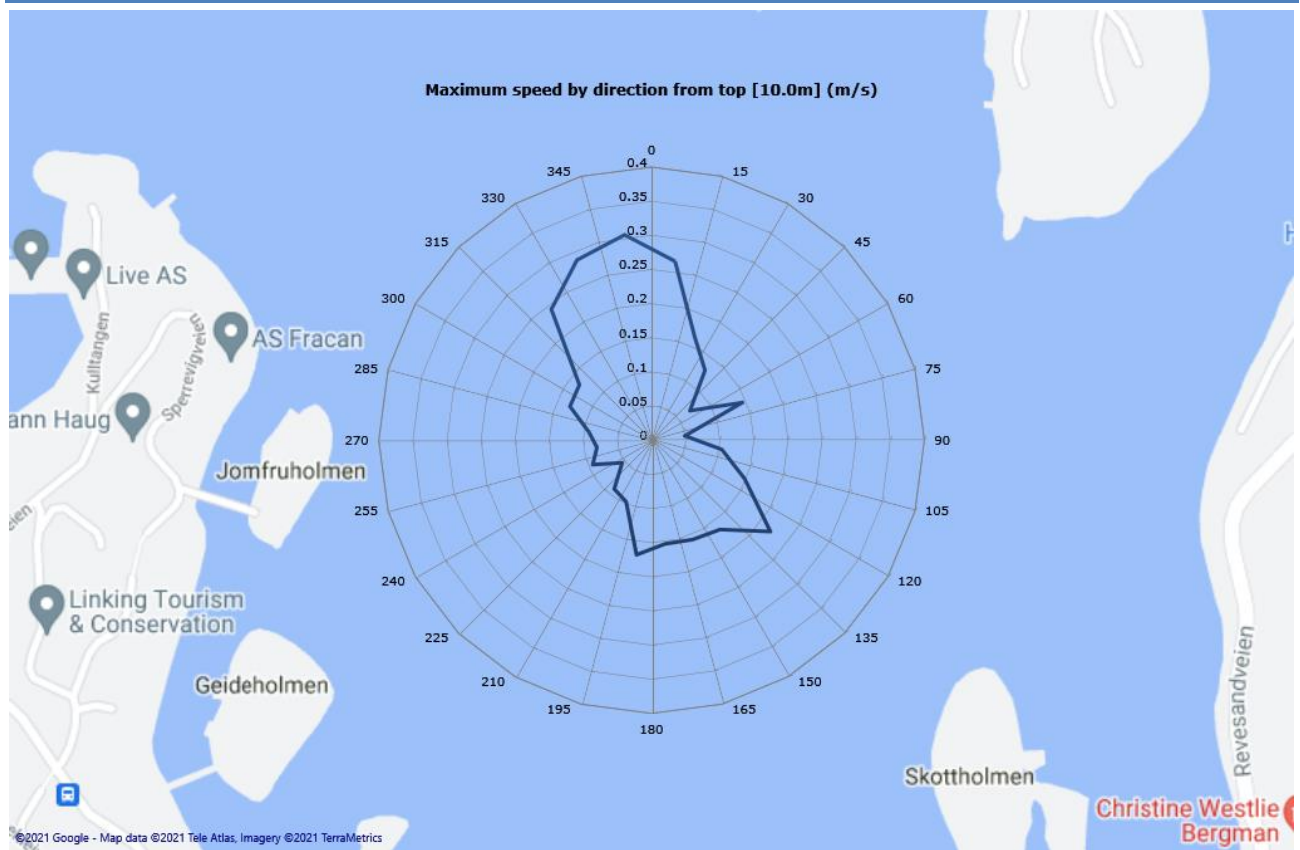 Maximum speed by direction from top [10.0m] (m/s)
0
15
30
45
60
75
90
105
120
135
150
165
180
195
210
225
240
255
270
285
300
315
330
345
0.4
0.35
0.3
0.25
0.2
0.15
0.1
0.05
0
Live AS
AS Fracan
Kulltangen
Sperrevigveien
ann Haug
Jomfruholmen
eien
Linking Tourism
& Conservation
Geideholmen
Skottholmen
Revesandveien
Christine Westlie
Bergman
H
©2021 Google - Map data ©2021 Tele Atlas, Imagery ©2021 TerraMetrics